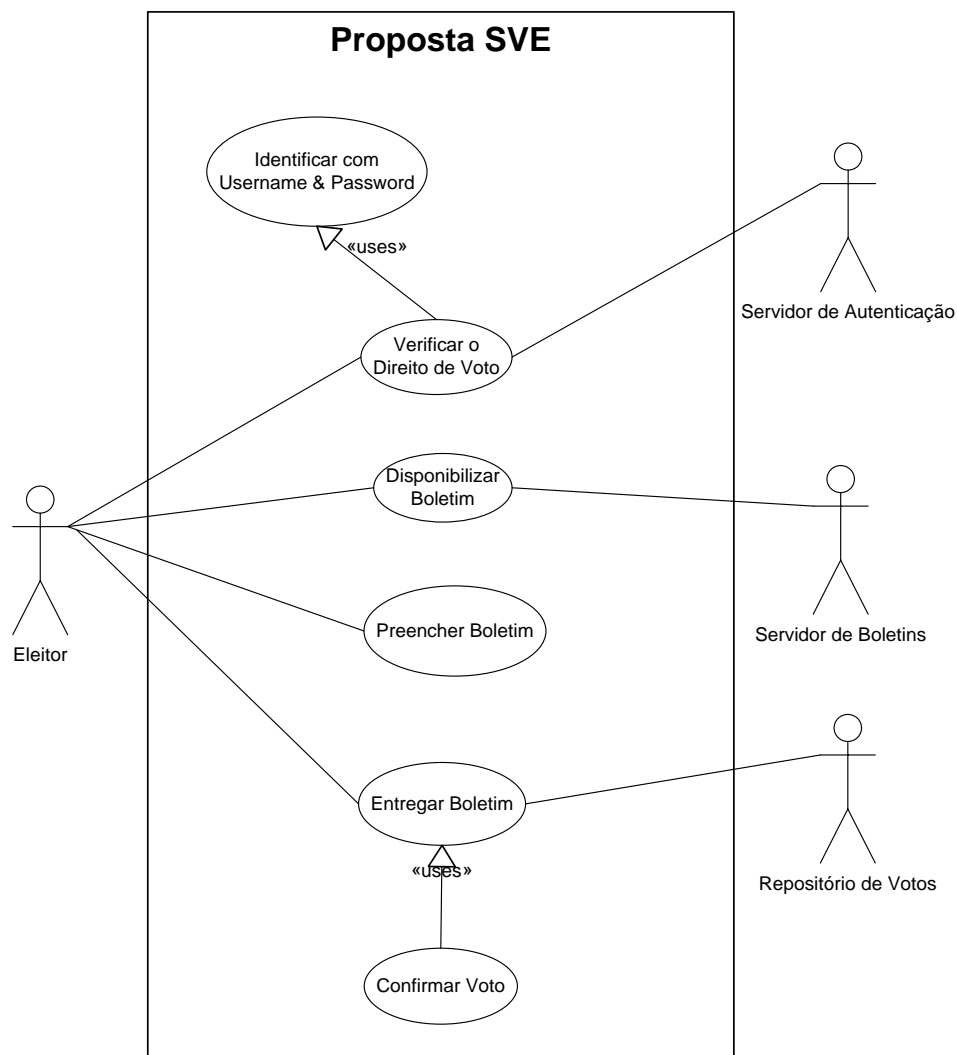 Proposta SVE
Identificar com
Username & Password
«uses»
Servidor de Autenticação
Verificar o
Direito de Voto
Disponibilizar
Boletim
Eleitor
Preencher Boletim
Servidor de Boletins
Entregar Boletim
«uses»
Repositório de Votos
Confirmar Voto